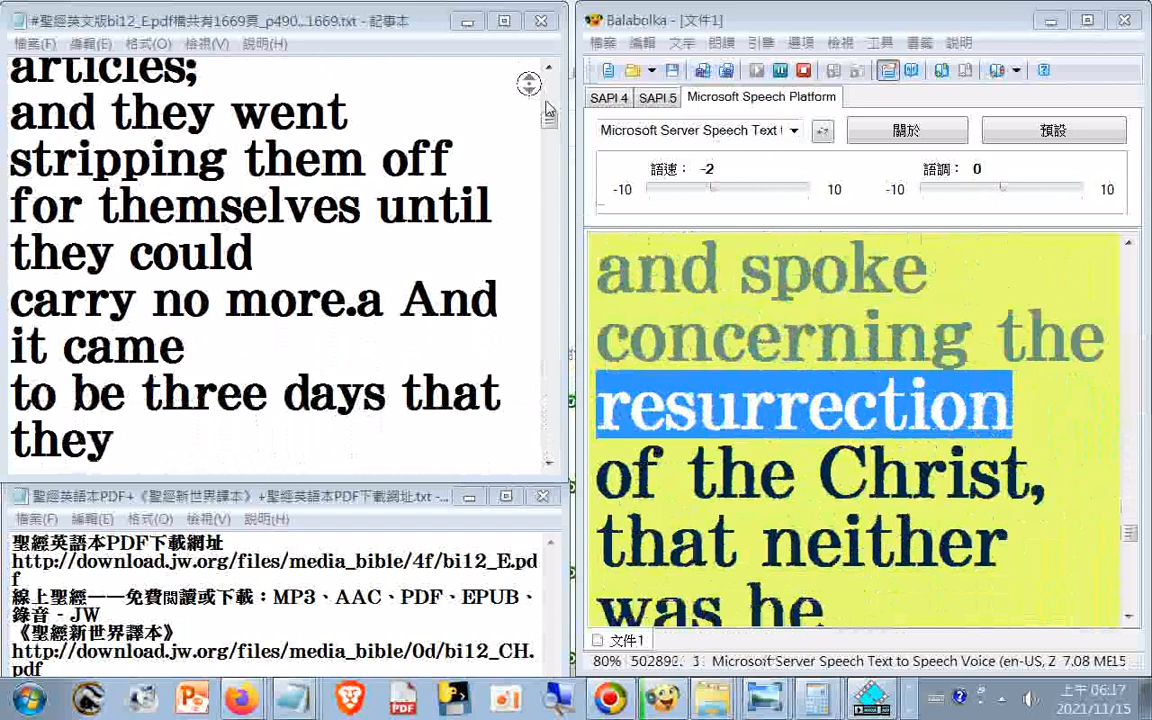 #聖經英文版bi12_E.pdf檔共有1669頁_p490...1669.txt - 記事本
檔案(F) 編輯(E) 格式(O) 檢視(V) 說明(H)
articles;
and they went
stripping them off
for themselves until
they could
carry no more.a And
it came
to be three days that
they
聖經英語本PDF+《聖經新世界譯本》+聖經英語本PDF下載網址.txt - ...
檔案(F) 編輯(E) 格式(O) 檢視(V) 說明(H)
聖經英語本PDF下載網址
http://download.jw.org/files/media_bible/4f/bi12_E.pd
f
線上聖經——免費閱讀或下載：MP3、AAC、PDF、EPUB、
錄音 - JW
《聖經新世界譯本》
http://download.jw.org/files/media_bible/0d/bi12_CH.
pdf
Balabolka - [文件1]
檔案 編輯 文字 朗讀 引擎 選項 檢視 工具 書籤 說明
SAPI 4 SAPI 5 Microsoft Speech Platform
Microsoft Server Speech Text 關於 預設
語速： -2 語調： 0
-10 10 -10 10
and spoke
concerning the
resurrection
of the Christ,
that neither
was he
文件1
80% Microsoft Server Speech Text to Speech Voice (en-US, Z 7.08 ME
上午 06:17
2021/11/15